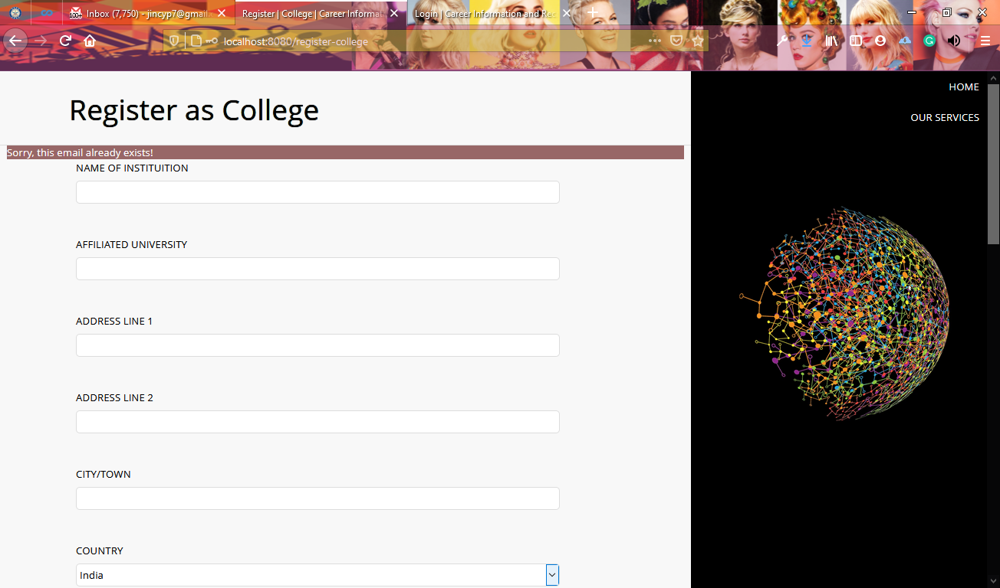 100+ Inbox (7,750) - jincyp7@gmail. Register | College | Career Informat Login | Career Information and Rec
localhost:8080/register-college
HOME
Register as College
OUR SERVICES
Sorry, this email already exists!
NAME OF INSTITUITION
AFFILIATED UNIVERSITY
ADDRESS LINE 1
ADDRESS LINE 2
CITY/TOWN
COUNTRY
India